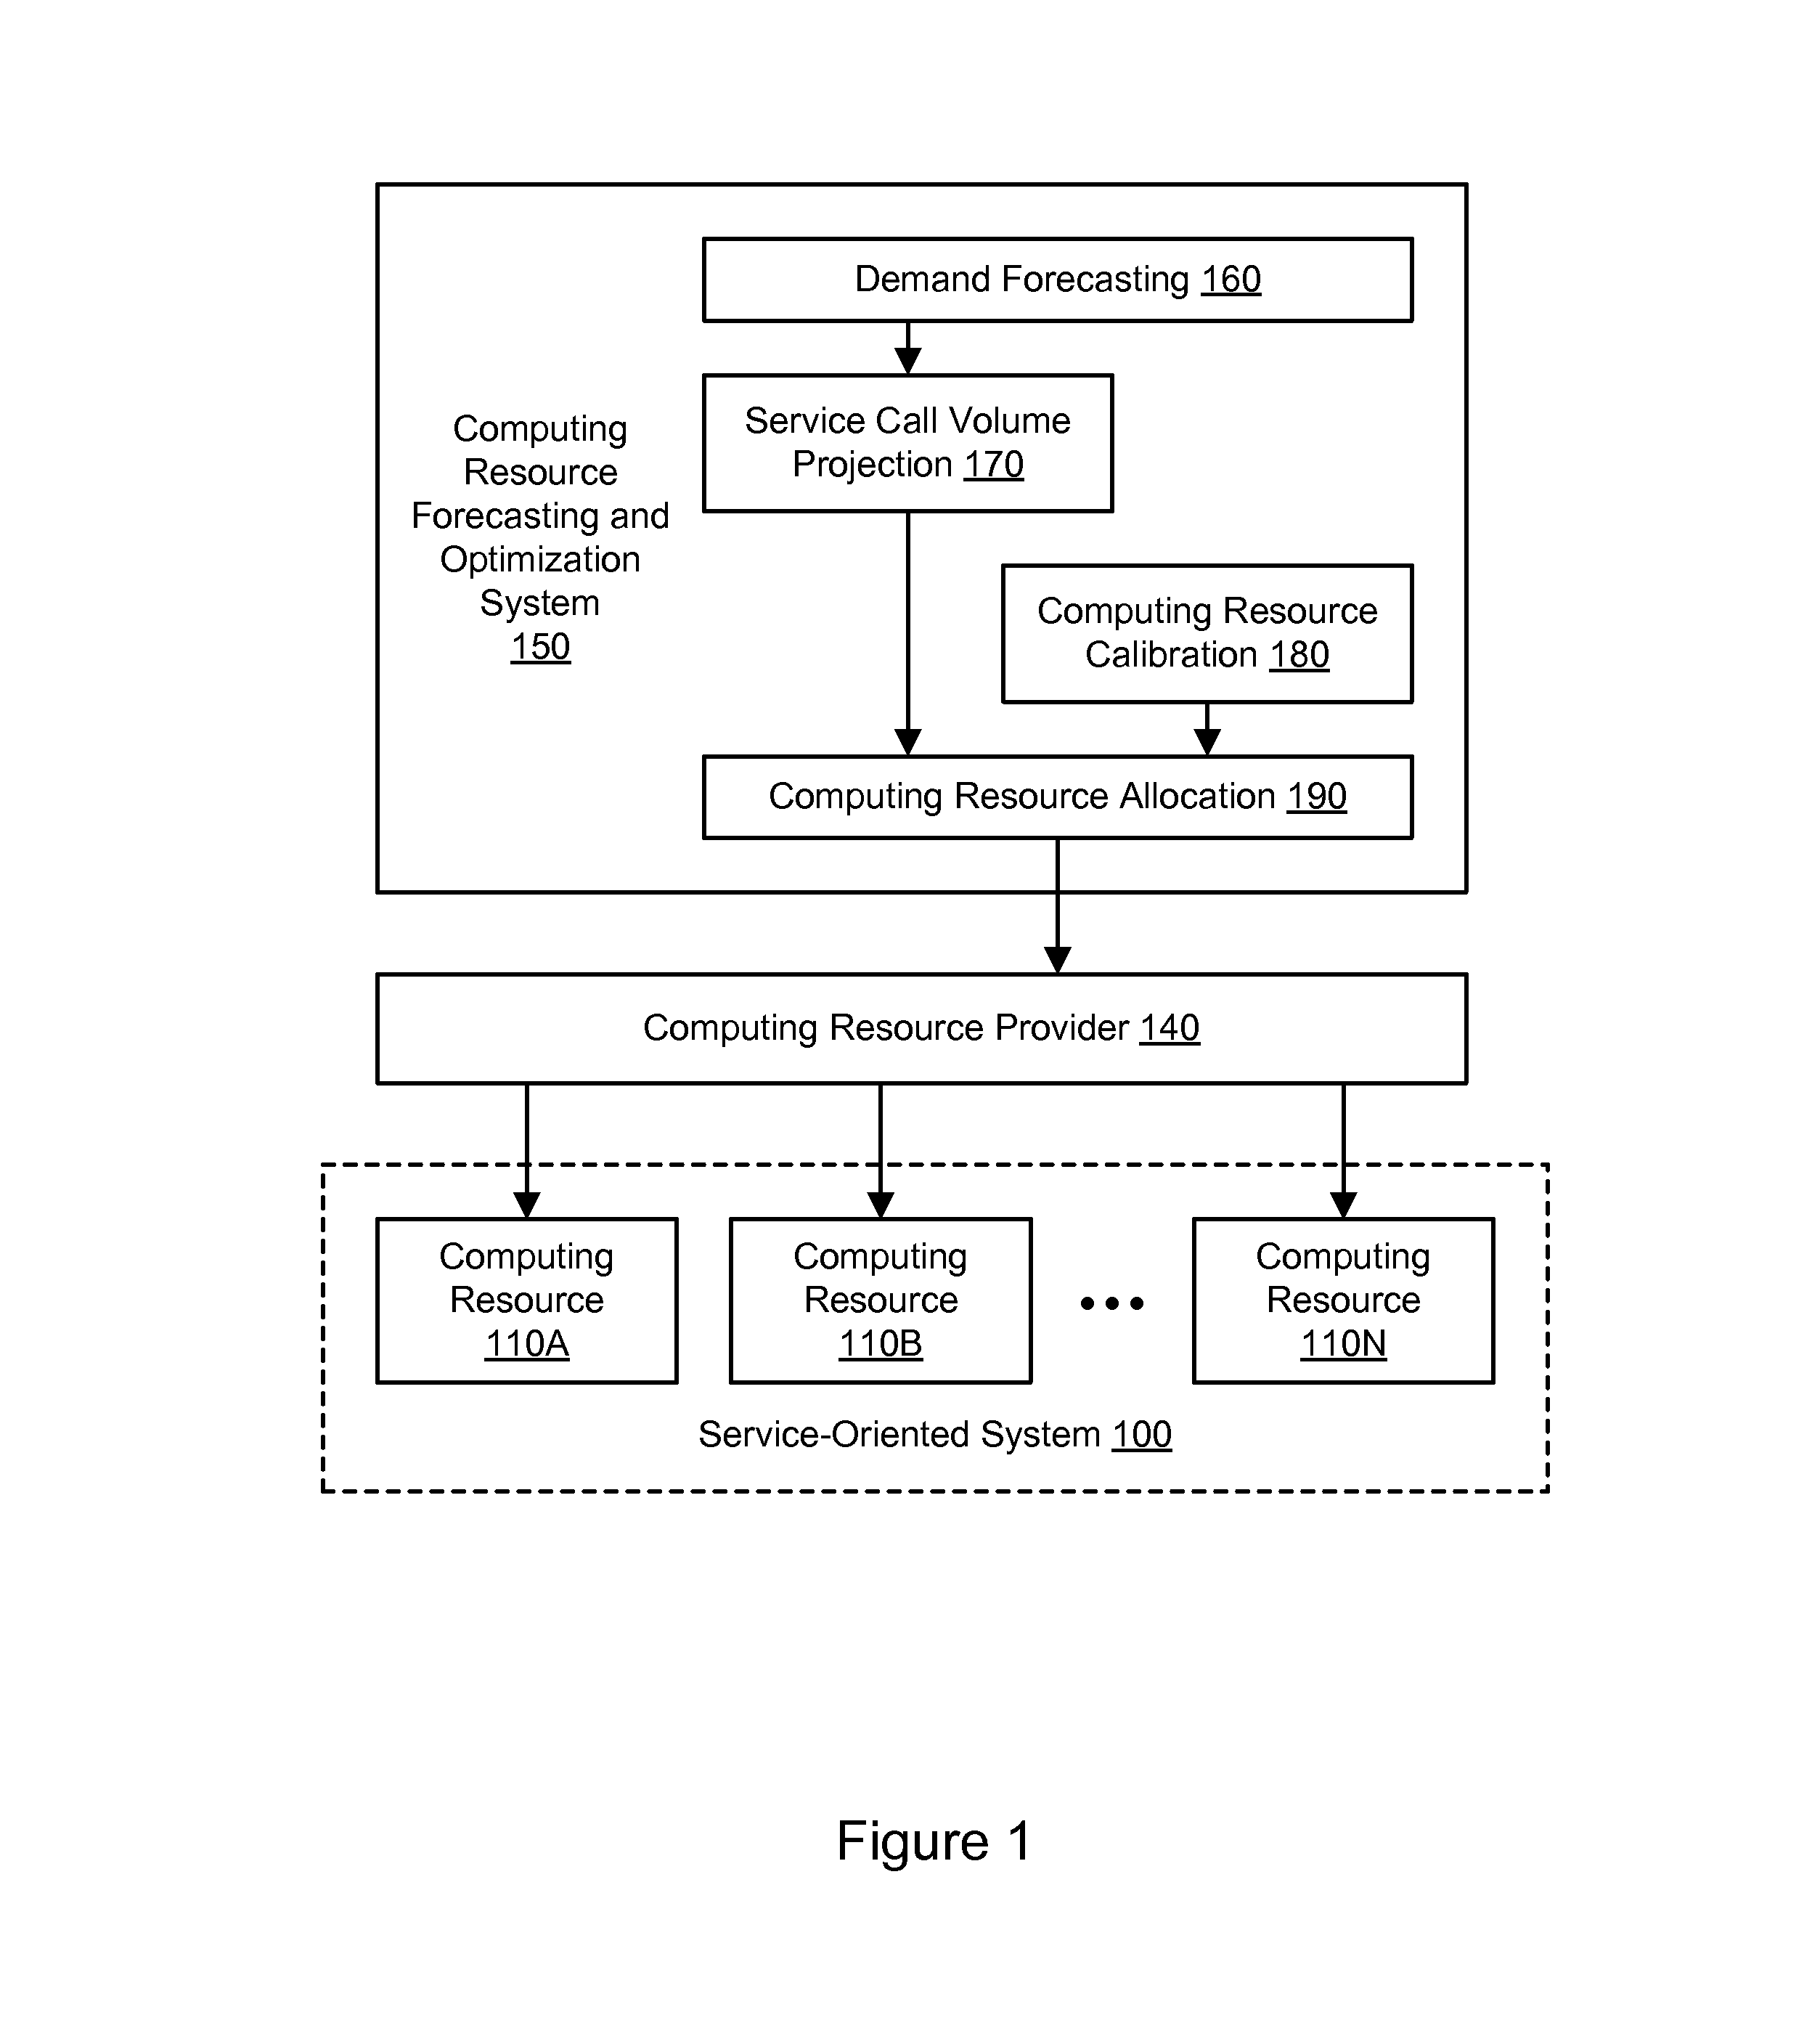 Demand Forecasting 160
Service Call Volume
Projection 170
Computing
Resource
Forecasting and
Optimization
System
150
Computing Resource
Calibration 180
Computing Resource Allocation 190
Computing Resource Provider 140
Computing
Resource
110A
Computing
Resource
110B
•••
Computing
Resource
110N
Service-Oriented System 100
Figure 1